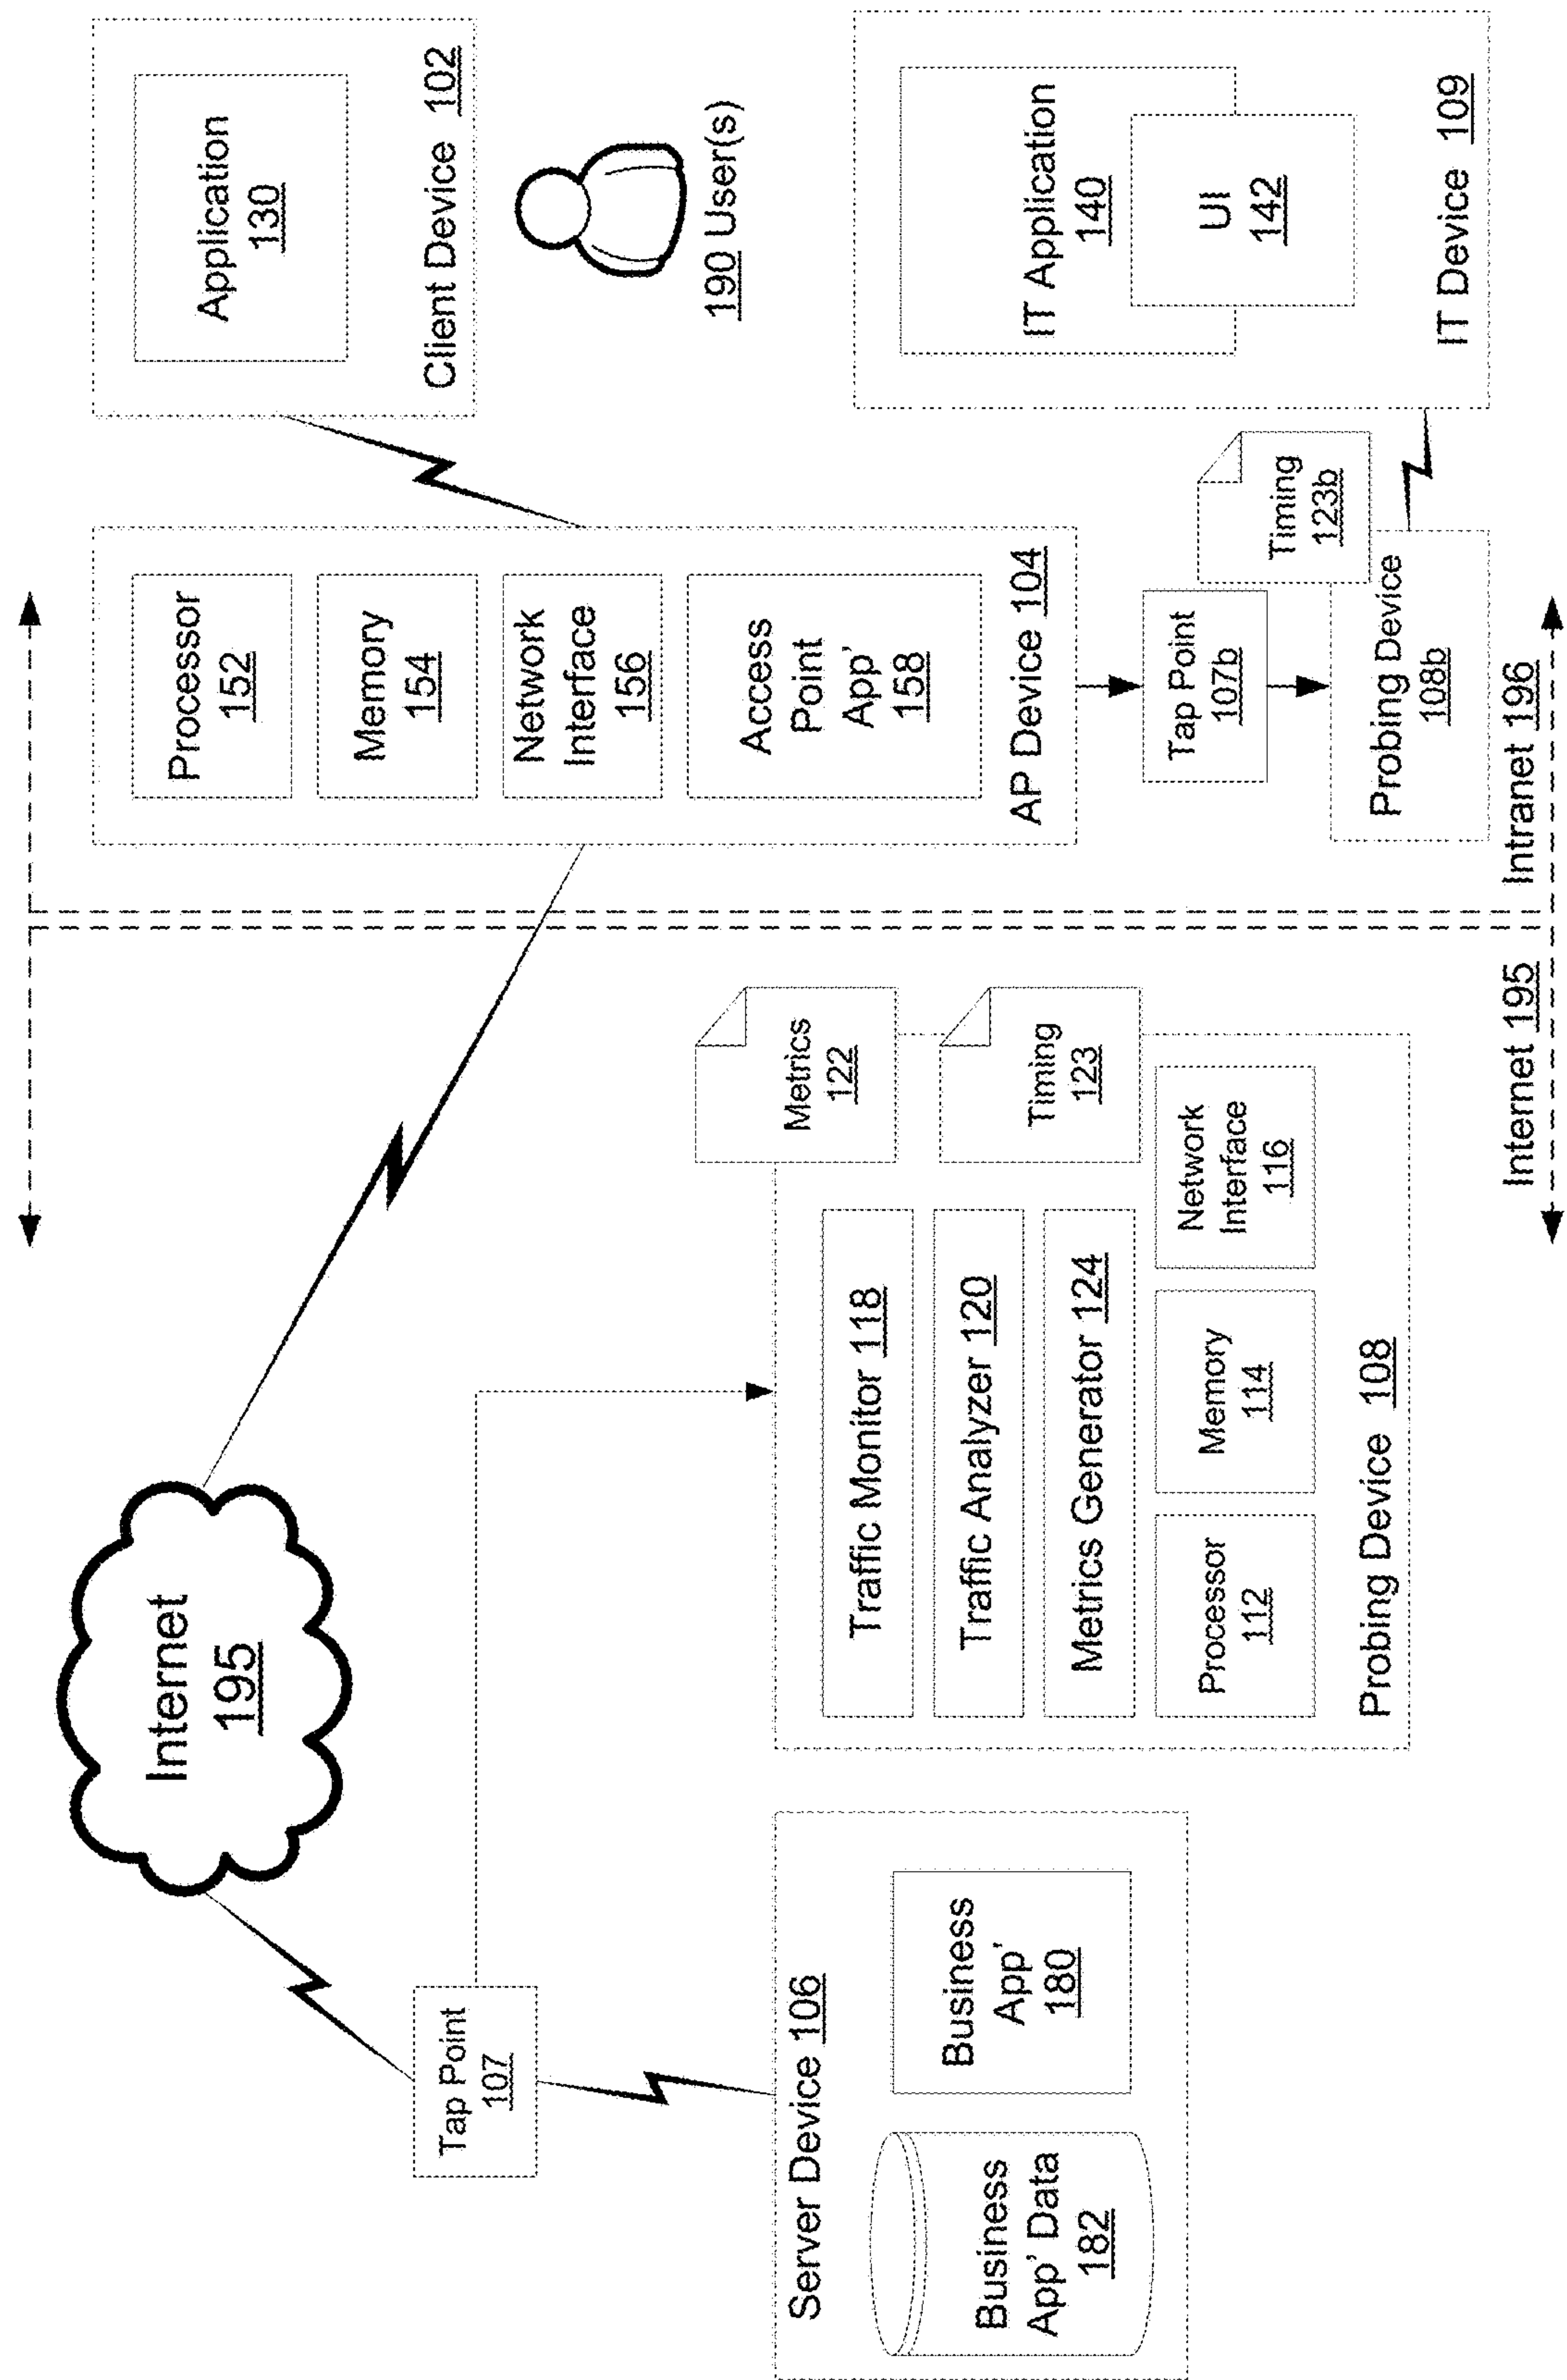 Internet
195
Tap Point
107
Server Device 106
Business
App' Data
182
Business
App'
180
Traffic Monitor 118
Traffic Analyzer 120
Metrics Generator 124
Processor
112
Memory
114
Network
Interface
116
Probing Device 108
Metrics
122
Timing
123
Internet 195
Intranet 196
Processor
152
Memory
154
Network
Interface
156
Access
Point
App'
158
AP Device 104
Tap Point
107b
Timing
123b
Probing Device
108b
Application
130
Client Device 102
190 User(s)
IT Application
140
UI
142
IT Device 109